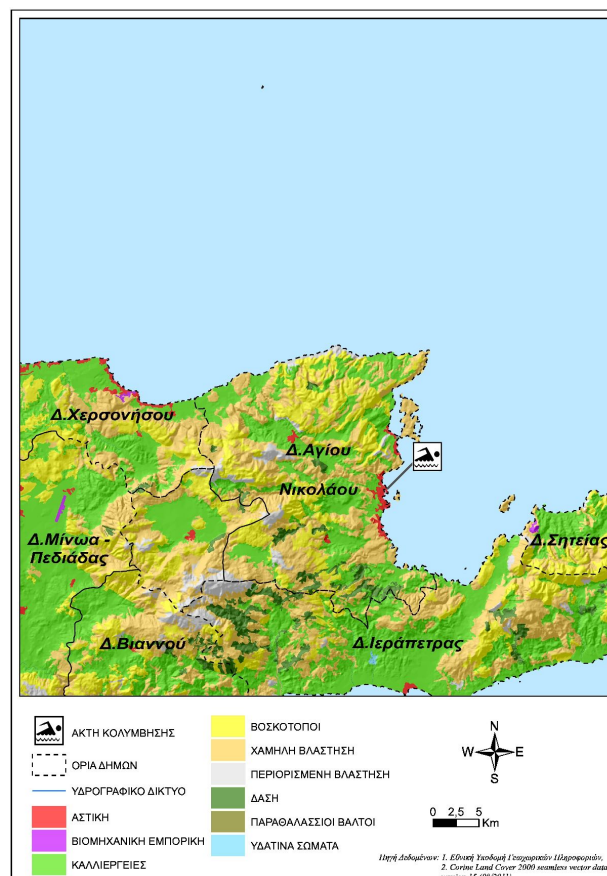 Δ.Χερσονήσου
Δ.Αγίου
Νικολάου
Δ.Μίνωα -
Πεδιάδας
Δ.Σητείας
Δ.Βιαννού
Δ.Ιεράπετρας
ΑΚΤΗ ΚΟΛΥΜΒΗΣΗΣ
ΟΡΙΑ ΔΗΜΩΝ
ΥΔΡΟΓΡΑΦΙΚΟ ΔΙΚΤΥΟ
ΑΣΤΙΚΗ
ΒΙΟΜΗΧΑΝΙΚΗ ΕΜΠΟΡΙΚΗ
ΚΑΛΛΙΕΡΓΕΙΕΣ
ΒΟΣΚΟΤΟΠΟΙ
ΧΑΜΗΛΗ ΒΛΑΣΤΗΣΗ
ΠΕΡΙΟΡΙΣΜΕΝΗ ΒΛΑΣΤΗΣΗ
ΔΑΣΗ
ΠΑΡΑΘΑΛΑΣΣΙΟΙ ΒΑΛΤΟΙ
ΥΔΑΤΙΝΑ ΣΩΜΑΤΑ
N
W E
S
0 2,5 5
Km
Πηγή Δεδομένων: 1. Εθνική Υποδομή Γεωχωρικών Πληροφοριών,
2. Corine Land Cover 2000 seamless vector data